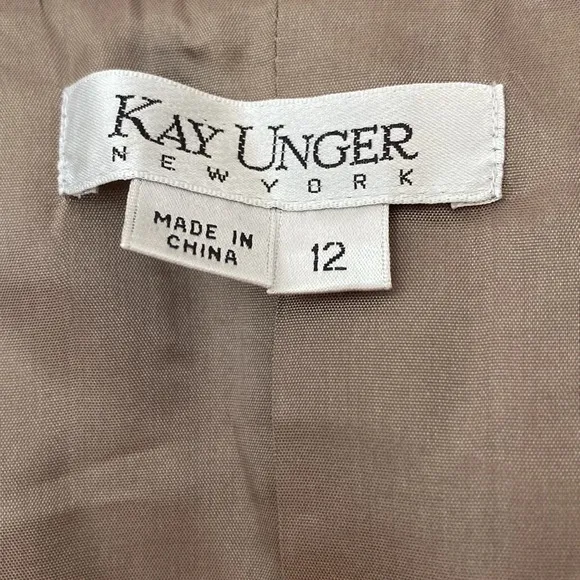 KAY UNGER
NEW YORK
MADE IN
CHINA
12